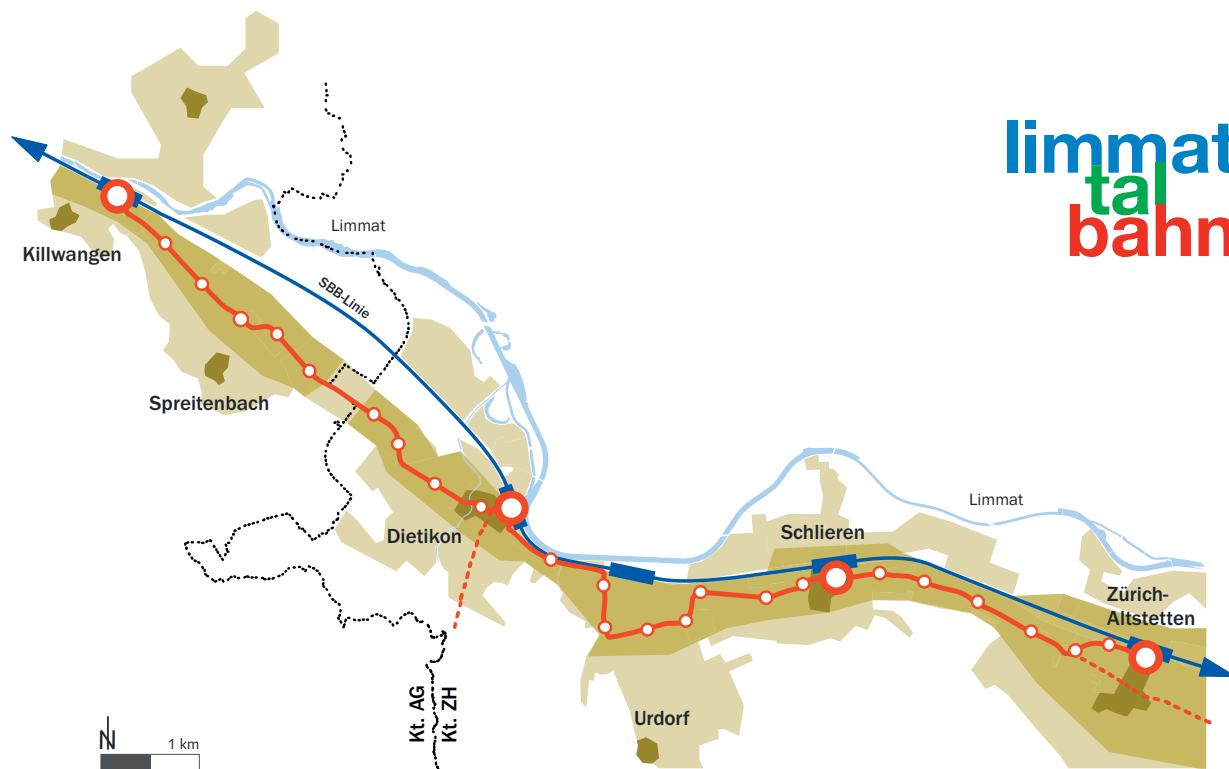 limmat
tal
bahn
Limmat
Killwangen
SBB-Linie
Spreitenbach
Limmat
Schlieren
Dietikon
Zürich-
Altstetten
Kt. AG
Kt. ZH
Urdorf
N
1 km